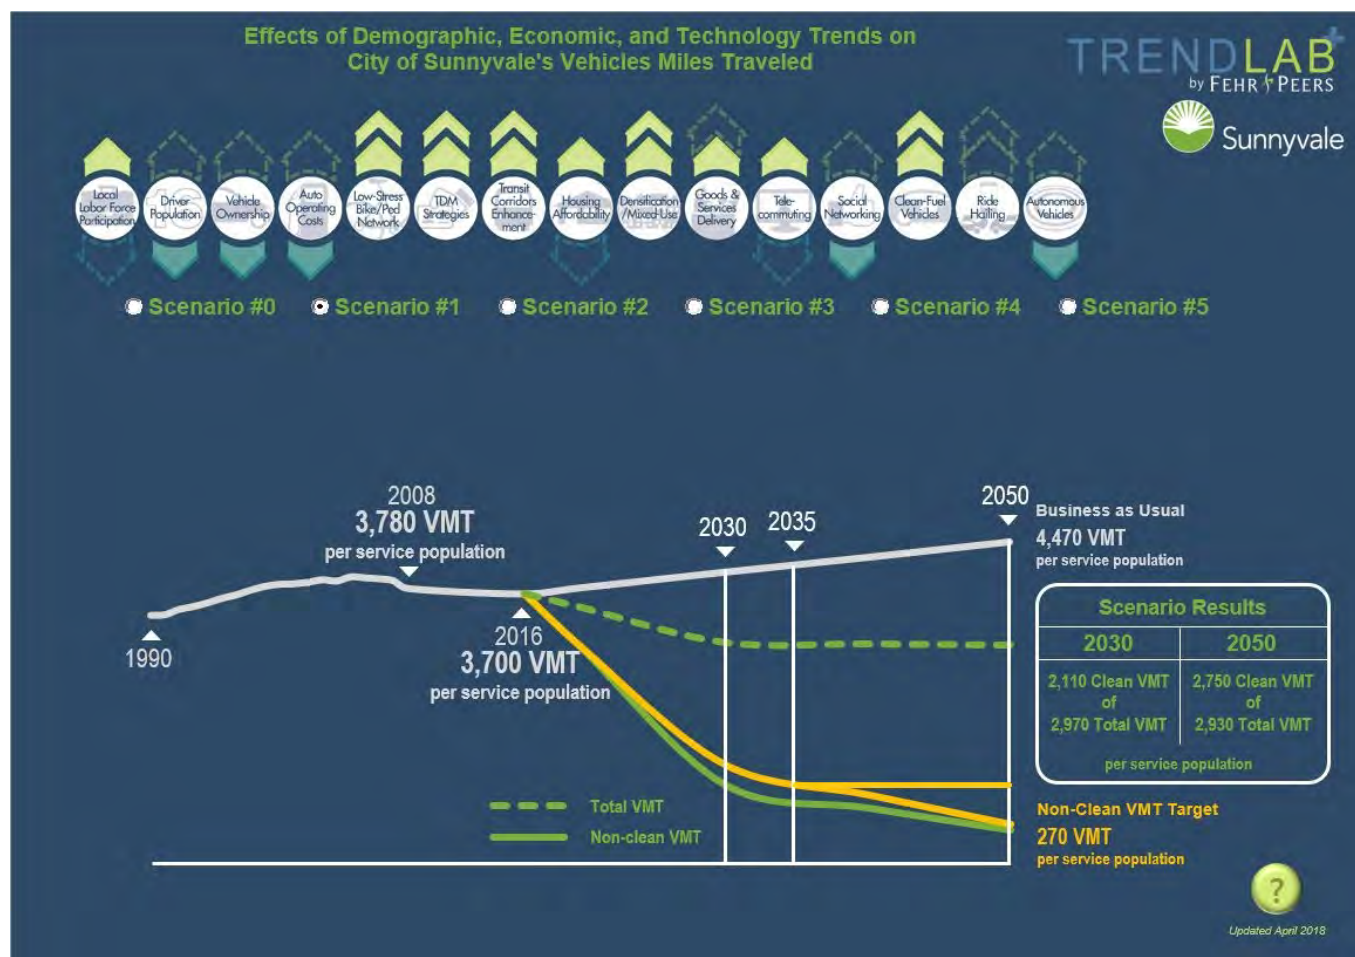 Effects of Demographic, Economic, and Technology Trends on
City of Sunnyvale's Vehicles Miles Traveled
TRENDLAB+
by FEHR PEERS
Sunnyvale
Local
Labor Force
Participation
Driver
Population
Vehicle
Ownership
Auto
Operating
Costs
Low-Stress
Bike/Ped
Network
TDM
Strategies
Transit
Corridors
Enhance-
ment
Housing
Affordability
Densification
/Mixed-Use
Goods &
Services
Delivery
Tele-
commuting
Social
Networking
Clean-Fuel
Vehicles
Ride
Hailing
Autonomous
Vehicles
Scenario #0
Scenario #1
Scenario #2
Scenario #3
Scenario #4
Scenario #5
2008
3,780 VMT
per service population
2030
2035
2050
Business as Usual
4,470 VMT
per service population
1990
2016
3,700 VMT
per service population
Scenario Results
2030
2050
2,110 Clean VMT
of
2,970 Total VMT
2,750 Clean VMT
of
2,930 Total VMT
per service population
Total VMT
Non-clean VMT
Non-Clean VMT Target
270 VMT
per service population
?
Updated April 2018